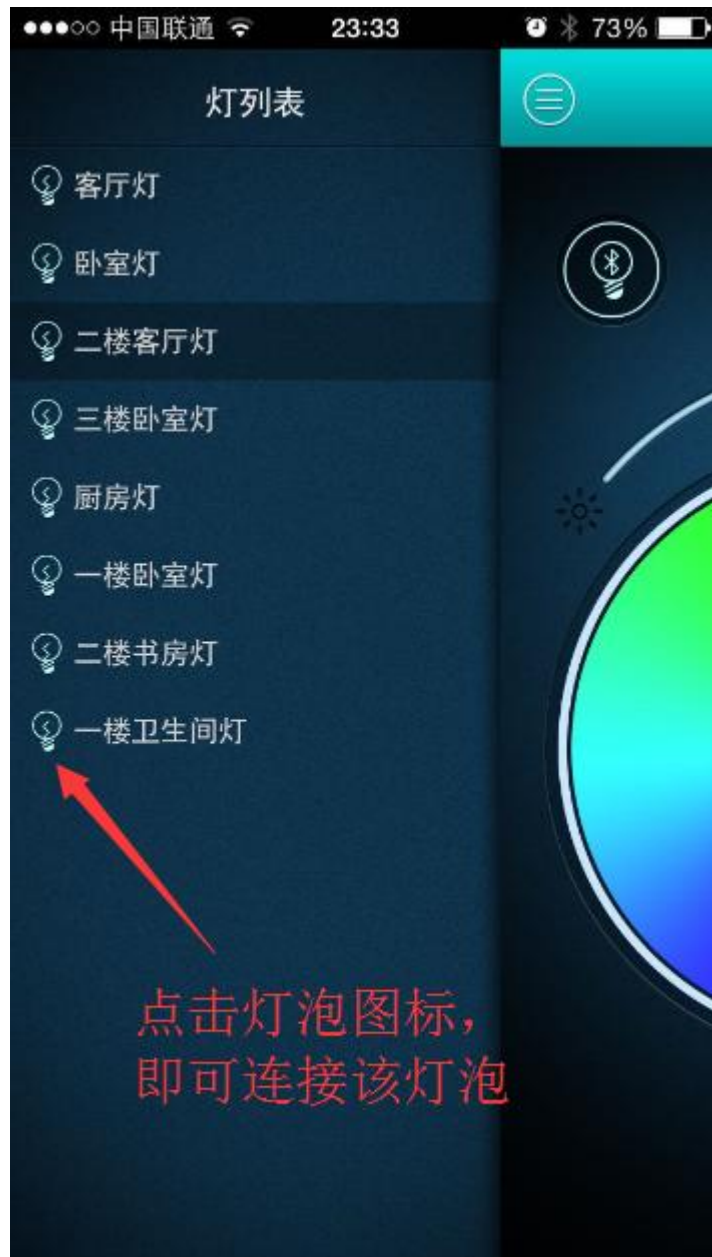 中国联通 23:33 73%
灯列表
客厅灯
卧室灯
二楼客厅灯
三楼卧室灯
厨房灯
一楼卧室灯
二楼书房灯
一楼卫生间灯
点击灯泡图标，
即可连接该灯泡